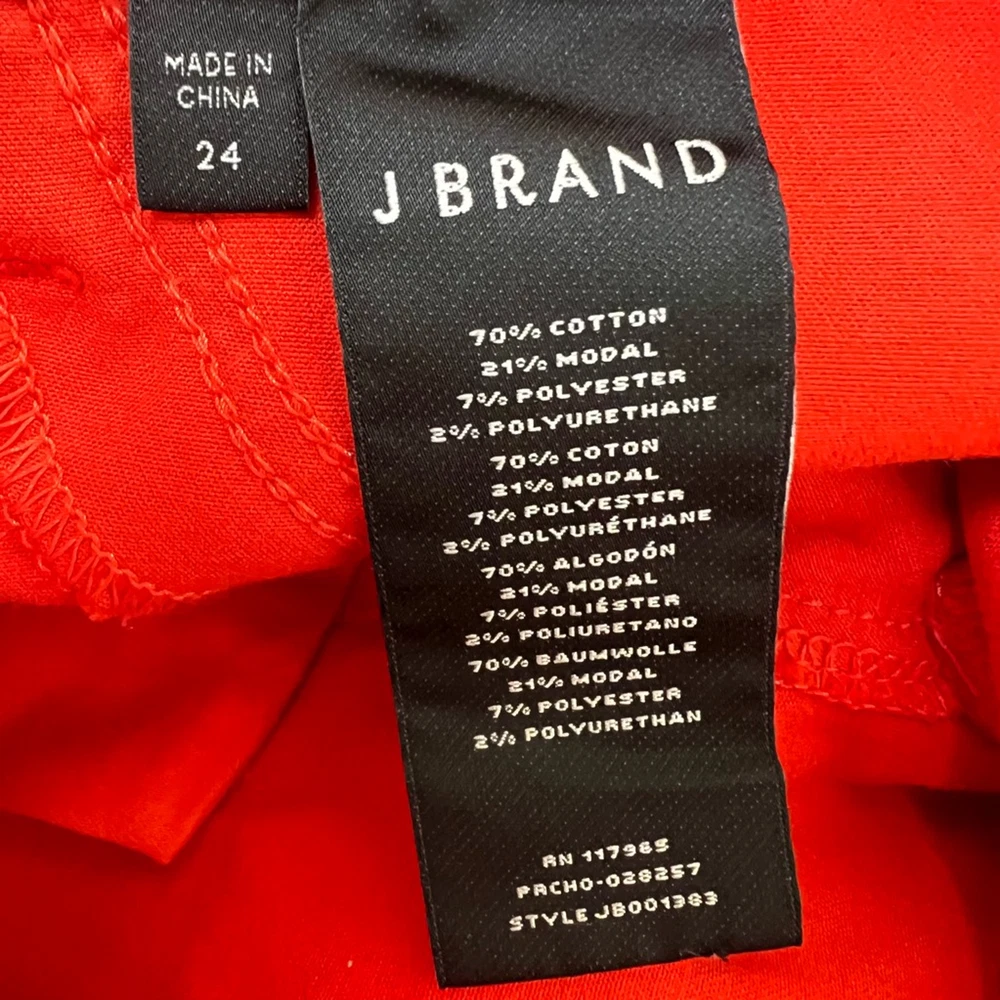 MADE IN
CHINA
24
J BRAND
70% COTTON
21% MODAL
7% POLYESTER
2% POLYURETHANE
70% COTON
21% MODAL
7% POLYESTER
2% POLYURÉTHANE
70% ALGODÓN
21% MODAL
7% POLIÉSTER
2% POLIURETANO
70% BAUMWOLLE
21% MODAL
7% POLYESTER
2% POLYURETHAN
RN 117985
PRCHO-028257
STYLE JB001383